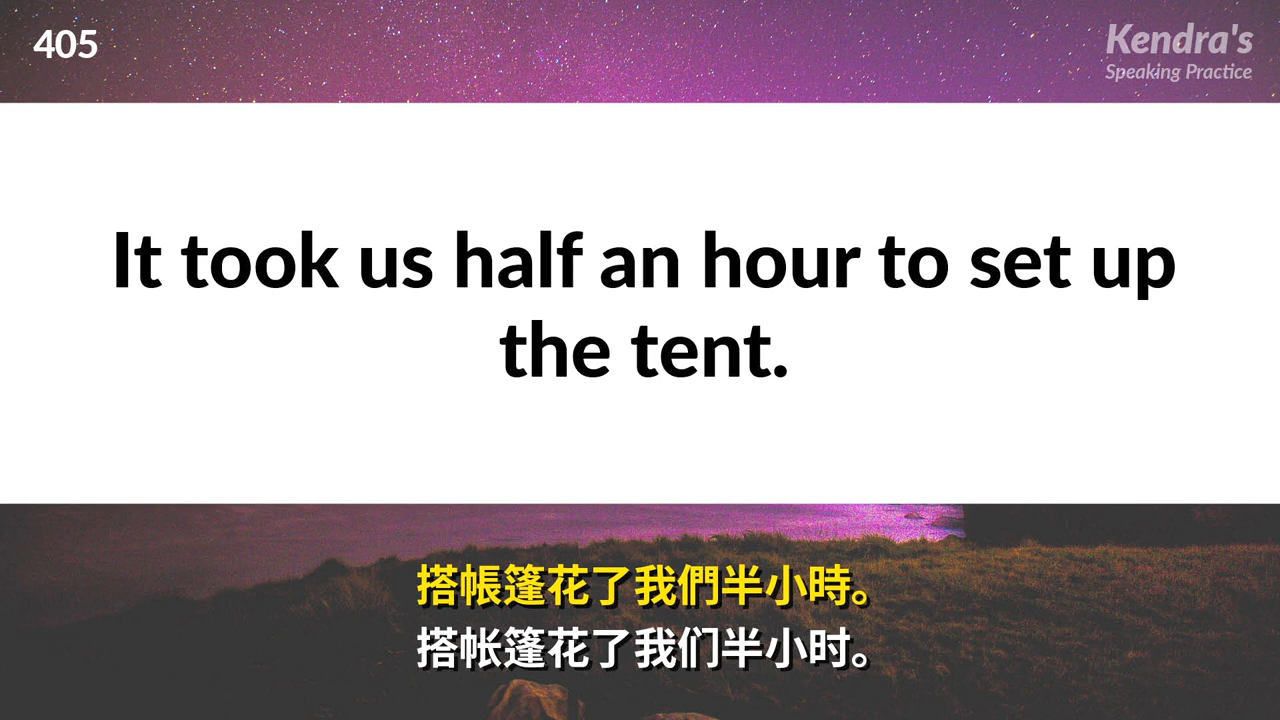 405
Kendra's
Speaking Practice
It took us half an hour to set up
the tent.
搭帳篷花了我們半小時。
搭帐篷花了我们半小时。